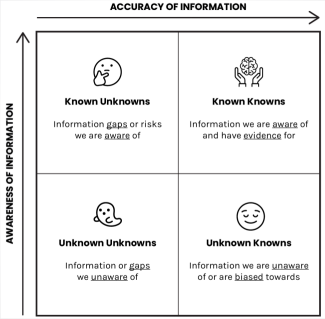 ACCURACY OF INFORMATION
AWARENESS OF INFORMATION
Known Unknowns
Information gaps or risks
we are aware of
Known Knowns
Information we are aware of
and have evidence for
Unknown Unknowns
Information or gaps
we unaware of
Unknown Knowns
Information we are unaware
of or are biased towards